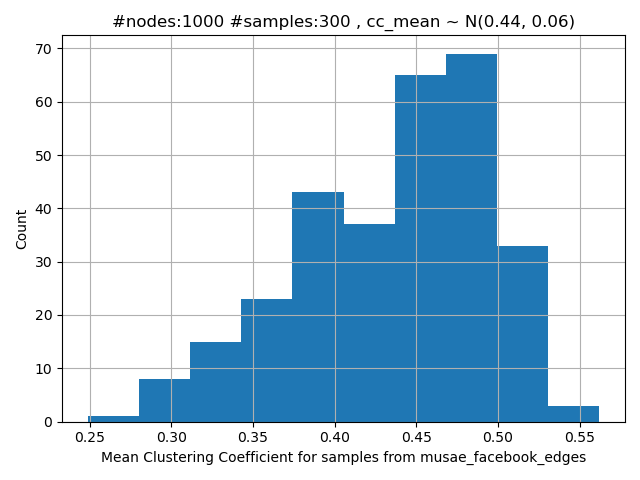 #nodes:1000 #samples:300 , cc_mean ~ N(0.44, 0.06)
70
60
50
40
30
20
10
0
Count
0.25 0.30 0.35 0.40 0.45 0.50 0.55
Mean Clustering Coefficient for samples from musae_facebook_edges